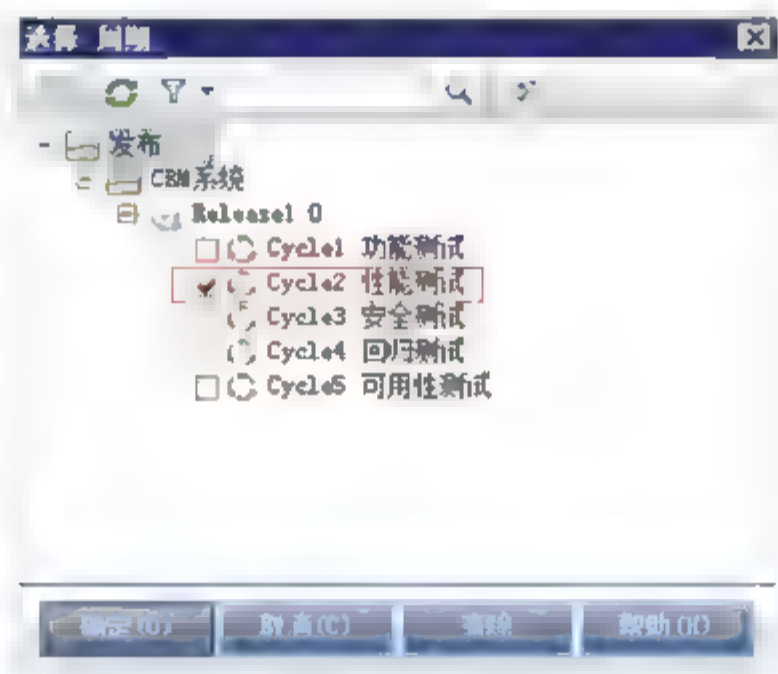 选择 周期
发布
CBM系统
Release1 0
Cycle1 功能测试
Cycle2 性能测试
Cycle3 安全测试
Cycle4 回归测试
Cycle5 可用性测试
确定(O) 取消(C) 清除 帮助(H)